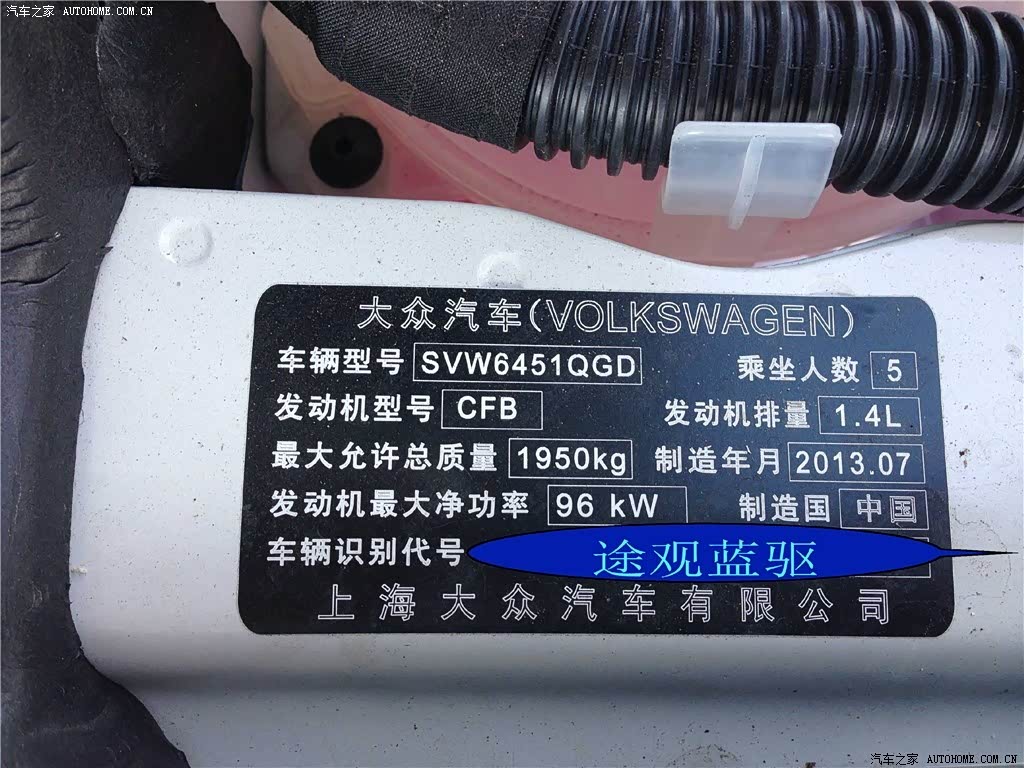 汽车之家 AUTOHOME.COM.CN
大众汽车(VOLKSWAGEN)
车辆型号 SVW6451QGD 乘坐人数 5
发动机型号 CFB 发动机排量 1.4L
最大允许总质量 1950kg 制造年月 2013.07
发动机最大净功率 96 kW 制造国 中国
车辆识别代号 途观蓝驱
上海大众汽车有限公司
汽车之家 AUTOHOME.COM.CN